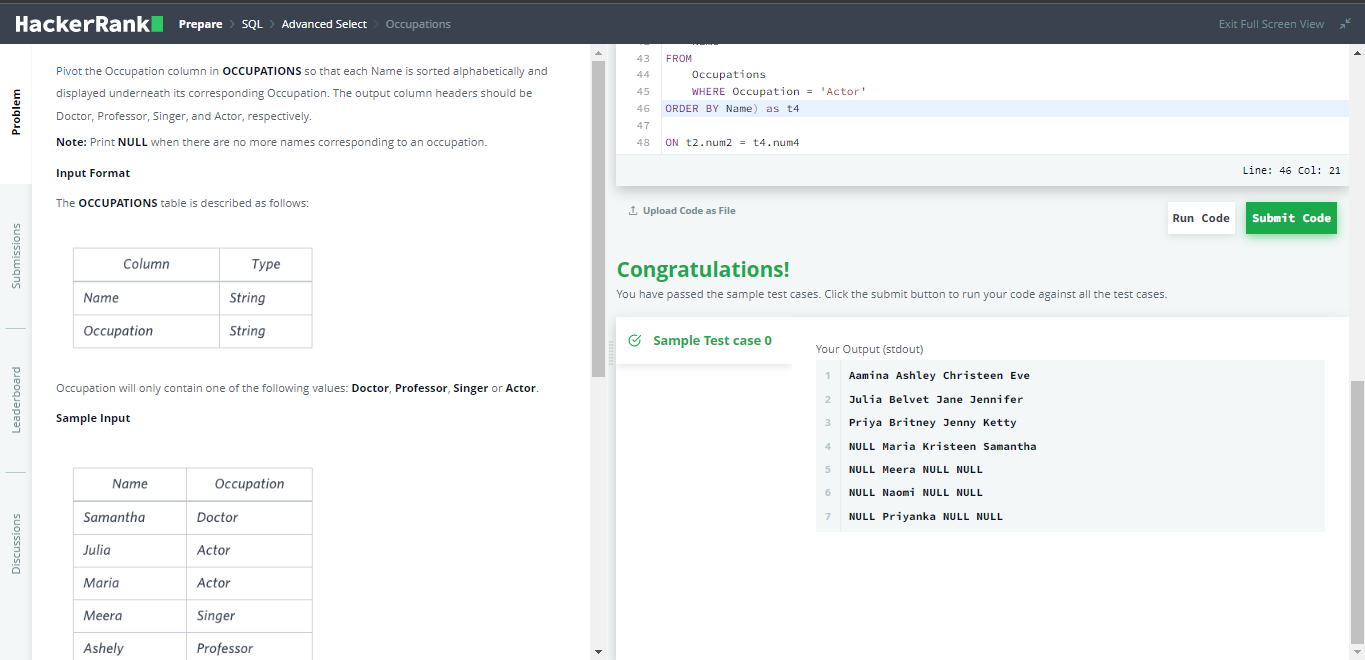 HackerRank Prepare > SQL > Advanced Select > Occupations Exit Full Screen View
Problem
Submissions
Leaderboard
Discussions
Pivot the Occupation column in OCCUPATIONS so that each Name is sorted alphabetically and
displayed underneath its corresponding Occupation. The output column headers should be
Doctor, Professor, Singer, and Actor, respectively.
Note: Print NULL when there are no more names corresponding to an occupation.
Input Format
The OCCUPATIONS table is described as follows:
Column Type
Name String
Occupation String
Occupation will only contain one of the following values: Doctor, Professor, Singer or Actor.
Sample Input
Name Occupation
Samantha Doctor
Julia Actor
Maria Actor
Meera Singer
Ashely Professor
43 FROM
44 Occupations
45 WHERE Occupation = 'Actor'
46 ORDER BY Name) as t4
47
48 ON t2.num2 = t4.num4
Line: 46 Col: 21
Upload Code as File
Run Code
Submit Code
Congratulations!
You have passed the sample test cases. Click the submit button to run your code against all the test cases.
Sample Test case 0
Your Output (stdout)
1 Aamina Ashley Christeen Eve
2 Julia Belvet Jane Jennifer
3 Priya Britney Jenny Ketty
4 NULL Maria Kristeen Samantha
5 NULL Meera NULL NULL
6 NULL Naomi NULL NULL
7 NULL Priyanka NULL NULL